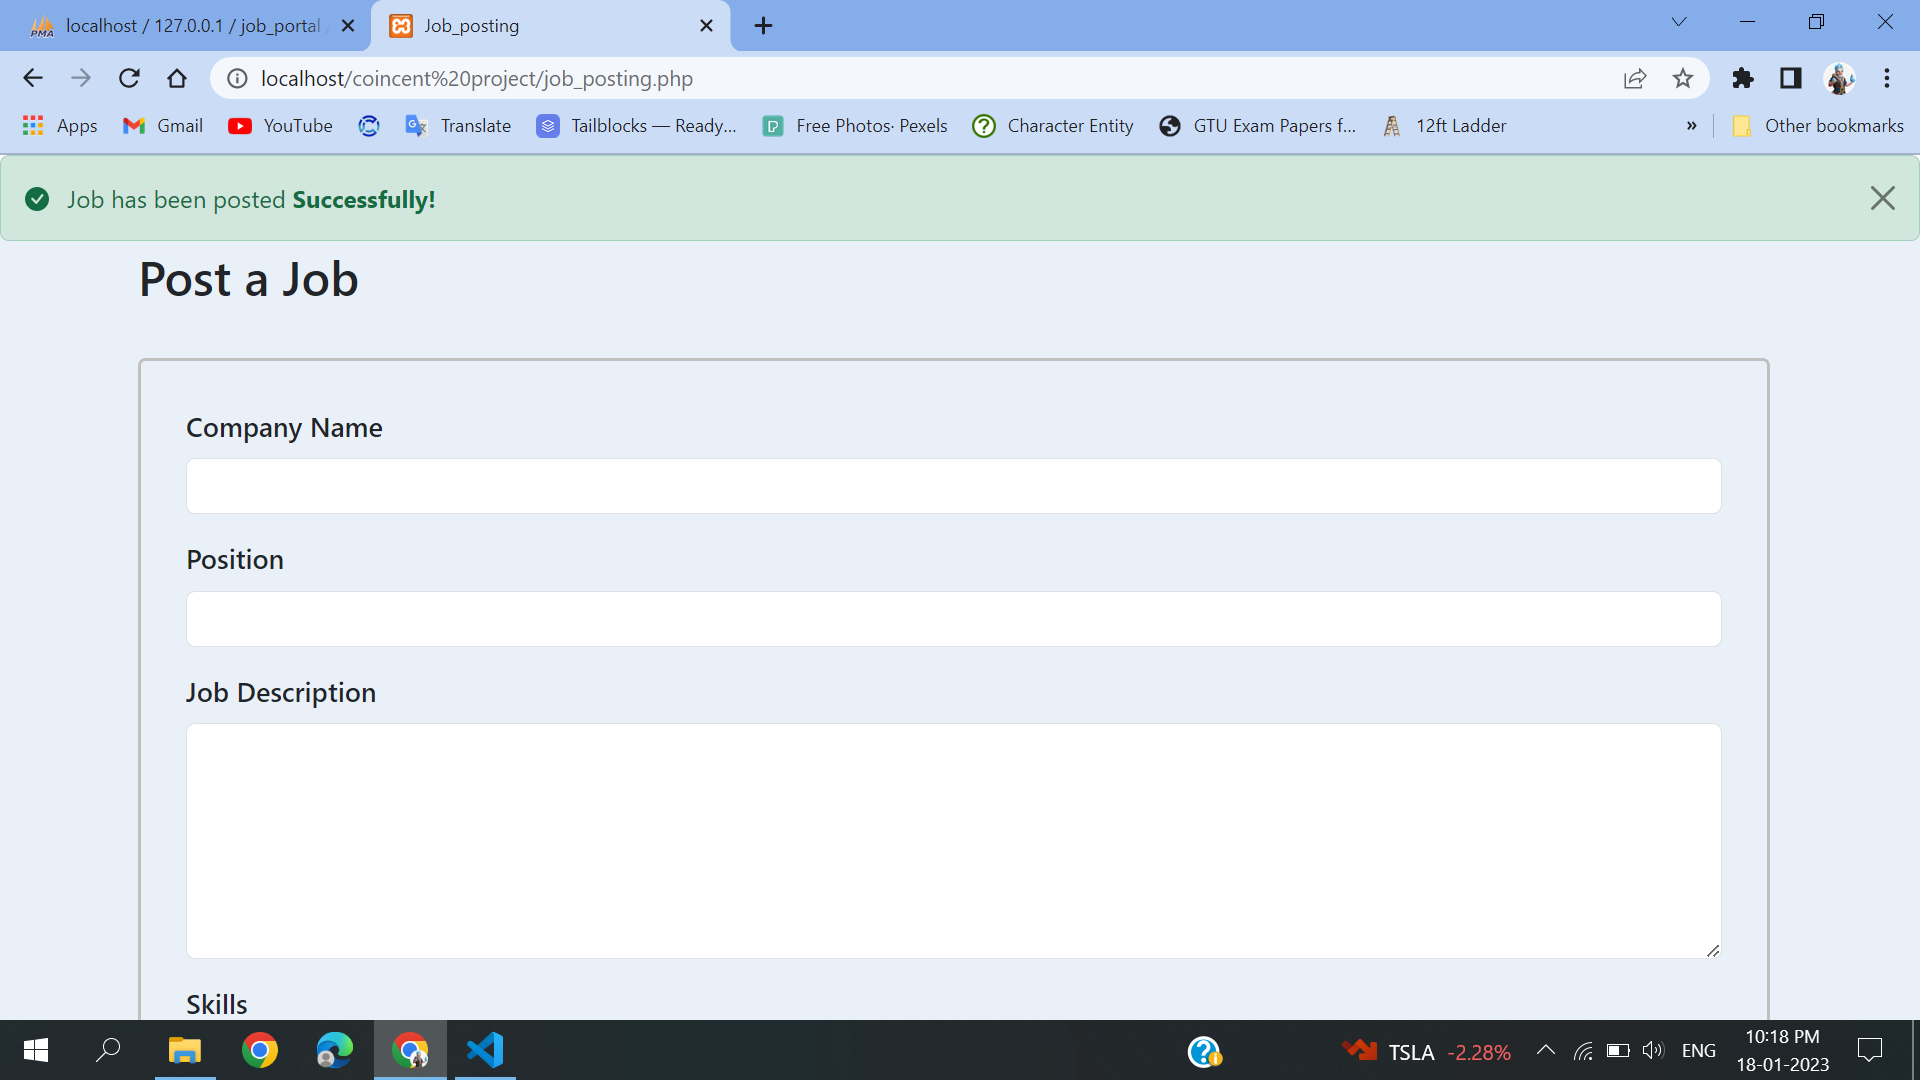 localhost / 127.0.0.1 / job_portal
Job_posting
localhost/coincent%20project/job_posting.php
Apps
Gmail
YouTube
Translate
Tailblocks — Ready...
Free Photos· Pexels
Character Entity
GTU Exam Papers f...
12ft Ladder
»
Other bookmarks
Job has been posted Successfully!
Post a Job
Company Name
Position
Job Description
Skills
TSLA -2.28%
ENG
10:18 PM
18-01-2023